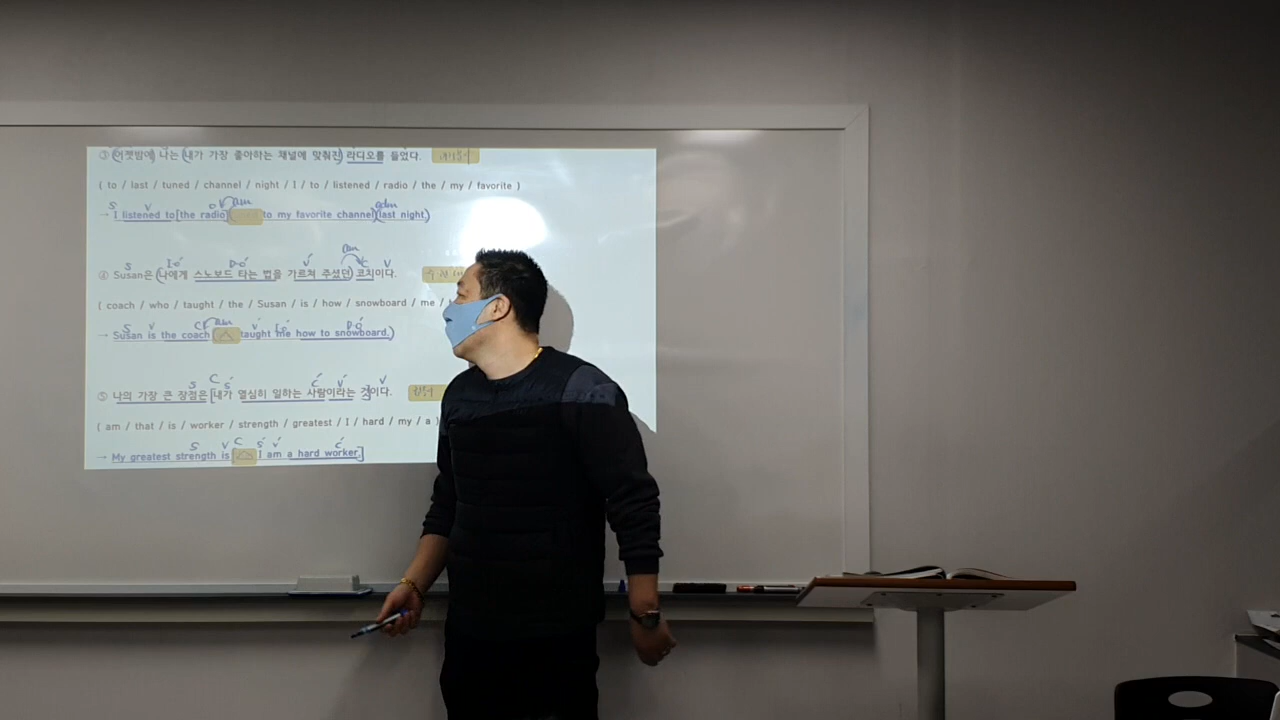 ③ (어젯밤에) 나는 (내가 가장 좋아하는 채널에 맞춰진) 라디오를 들었다.
( to / last / tuned / channel / night / I / to / listened / radio / the / my / favorite )
S V O am adm
→ I listened to [the radio] ( to my favorite channel) (last night.)
am
S I·O' D·O' V' C V
④ Susan은 (나에게 스노보드 타는 법을 가르쳐 주셨던) 코치이다.
( coach / who / taught / the / Susan / is / how / snowboard / me /
S V C am V' I·O' D·O'
→ Susan is the coach ( taught me how to snowboard.)
S C S' C' V' V
⑤ 나의 가장 큰 장점은 [내가 열심히 일하는 사람이라는 것]이다.
( am / that / is / worker / strength / greatest / I / hard / my / a )
S V C S' V' C'
→ My greatest strength is [ I am a hard worker.]